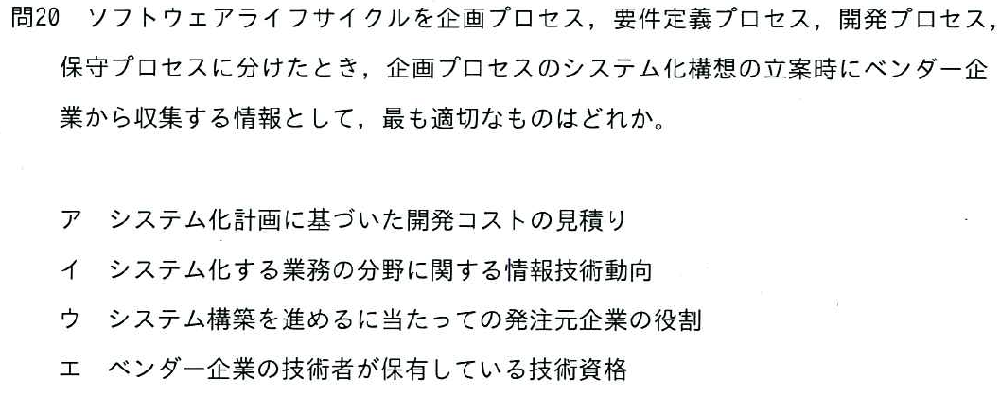 問20 ソフトウェアライフサイクルを企画プロセス，要件定義プロセス，開発プロセス，
保守プロセスに分けたとき，企画プロセスのシステム化構想の立案時にベンダー企
業から収集する情報として，最も適切なものはどれか。
ア システム化計画に基づいた開発コストの見積り
イ システム化する業務の分野に関する情報技術動向
ウ システム構築を進めるに当たっての発注元企業の役割
エ ベンダー企業の技術者が保有している技術資格